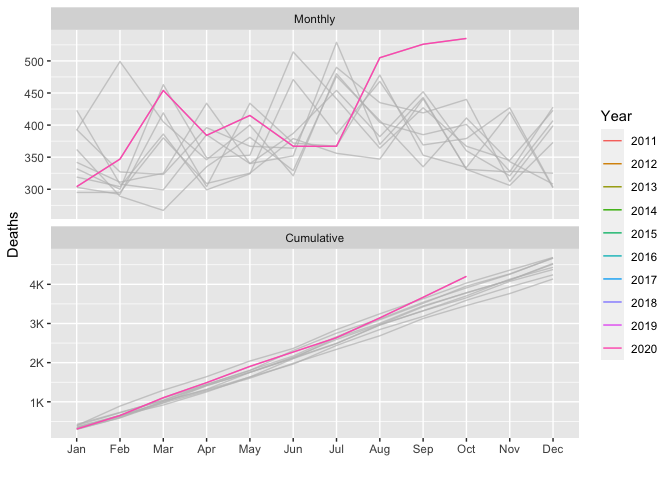 Monthly
500
450
400
350
300
Cumulative
4K
3K
2K
1K
Jan Feb Mar Apr May Jun Jul Aug Sep Oct Nov Dec
Deaths
Year
2011
2012
2013
2014
2015
2016
2017
2018
2019
2020